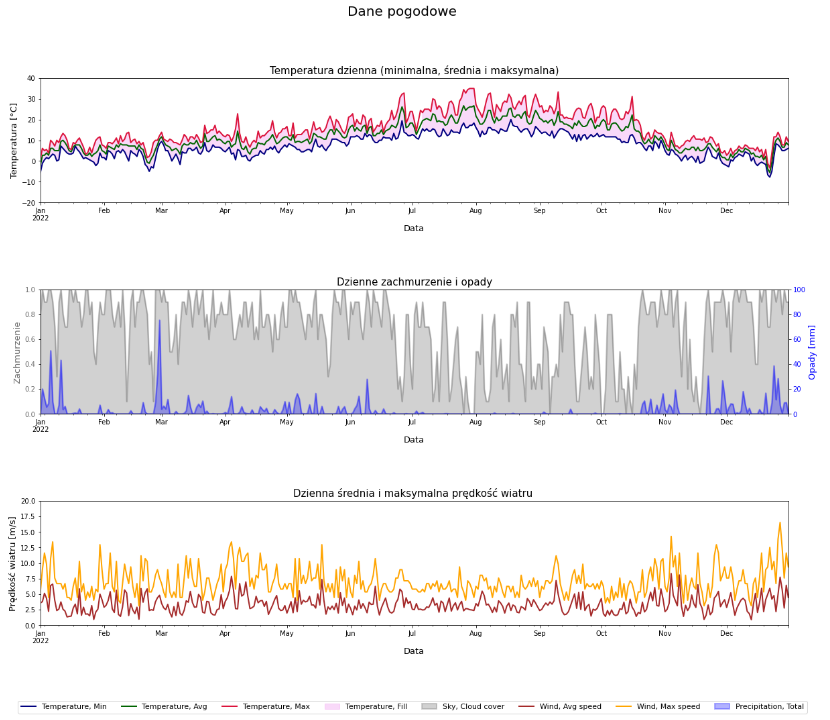 Dane pogodowe
Temperatura dzienna (minimalna, średnia i maksymalna)
40
30
20
10
0
−10
−20
Temperatura [°C]
Jan Feb Mar Apr May Jun Jul Aug Sep Oct Nov Dec
2022
Data
Dzienne zachmurzenie i opady
1.0
0.8
0.6
0.4
0.2
0.0
Zachmurzenie
100
80
60
40
20
0
Opady [mm]
Jan Feb Mar Apr May Jun Jul Aug Sep Oct Nov Dec
2022
Data
Dzienna średnia i maksymalna prędkość wiatru
20.0
17.5
15.0
12.5
10.0
7.5
5.0
2.5
0.0
Prędkość wiatru [m/s]
Jan Feb Mar Apr May Jun Jul Aug Sep Oct Nov Dec
2022
Data
Temperature, Min Temperature, Avg Temperature, Max Temperature, Fill Sky, Cloud cover Wind, Avg speed Wind, Max speed Precipitation, Total